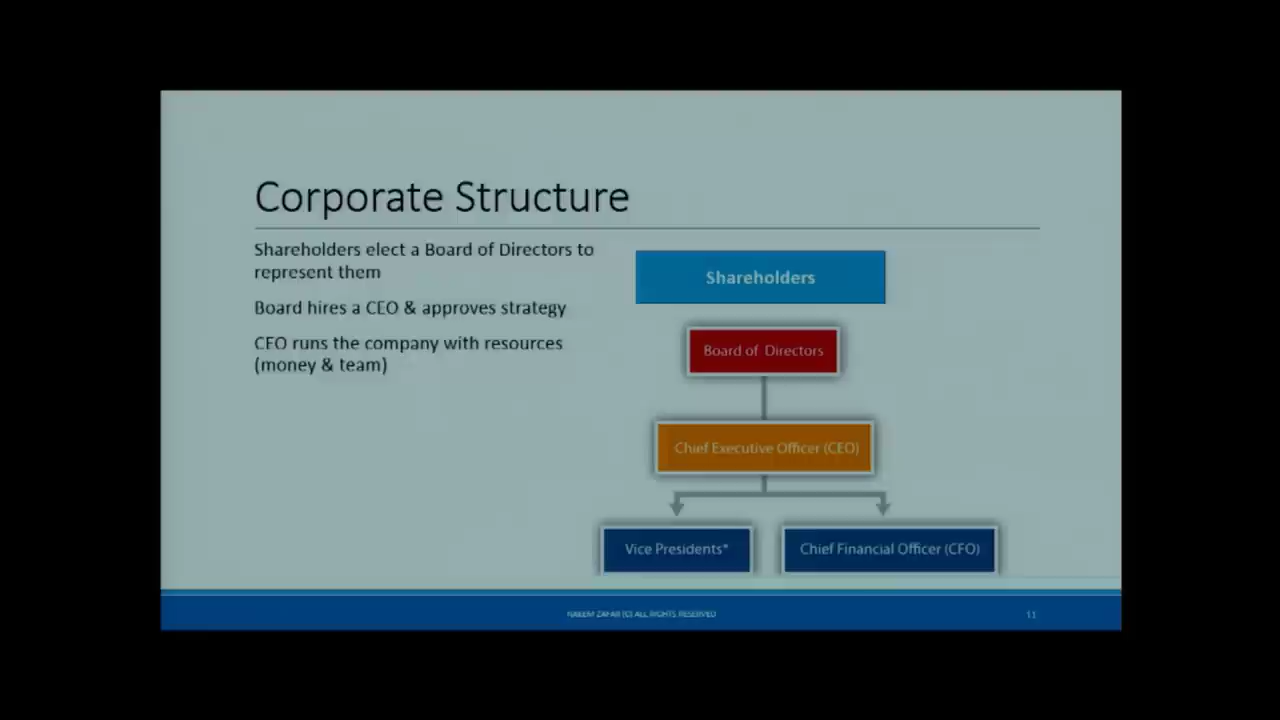 Corporate Structure
Shareholders elect a Board of Directors to
represent them
Board hires a CEO & approves strategy
CEO runs the company with resources
(money & team)
Shareholders
Board of Directors
Chief Executive Officer (CEO)
Vice Presidents*
Chief Financial Officer (CFO)
NAEEM ZAFAR (C) ALL RIGHTS RESERVED
11